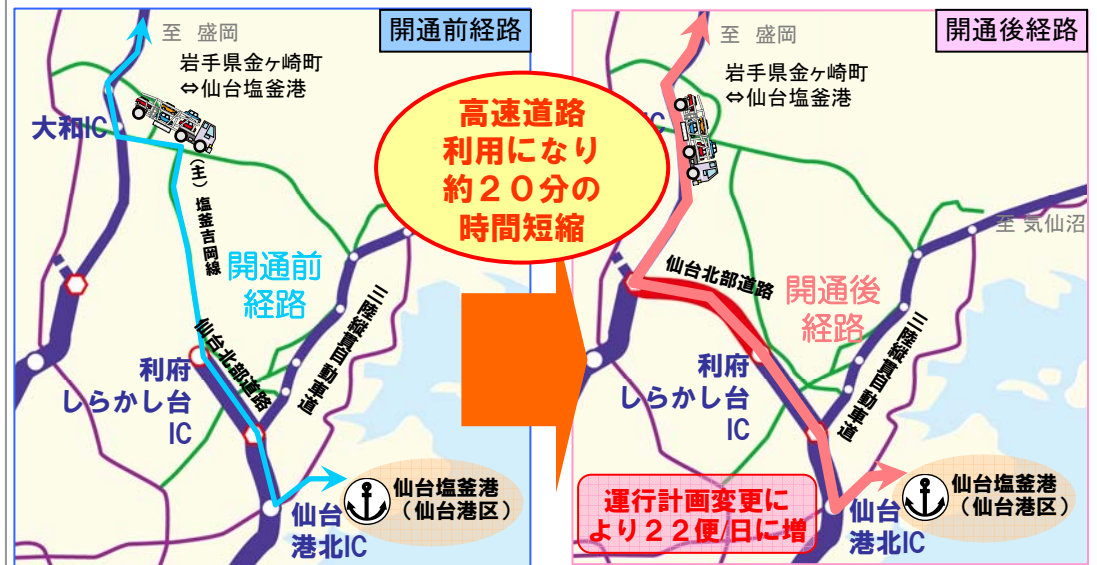 開通前経路
至 盛岡
岩手県金ヶ崎町
⇔仙台塩釜港
大和IC
(主)塩釜吉岡線
開通前
経路
仙台北部道路
三陸縦貫自動車道
利府
しらかし台
IC
仙台
港北IC
仙台塩釜港
(仙台港区)
高速道路
利用になり
約20分の
時間短縮
開通後経路
至 盛岡
岩手県金ヶ崎町
⇔仙台塩釜港
IC
至 気仙沼
仙台北部道路
開通後
経路
三陸縦貫自動車道
利府
しらかし台
IC
運行計画変更に
より22便/日に増
仙台
港北IC
仙台塩釜港
(仙台港区)